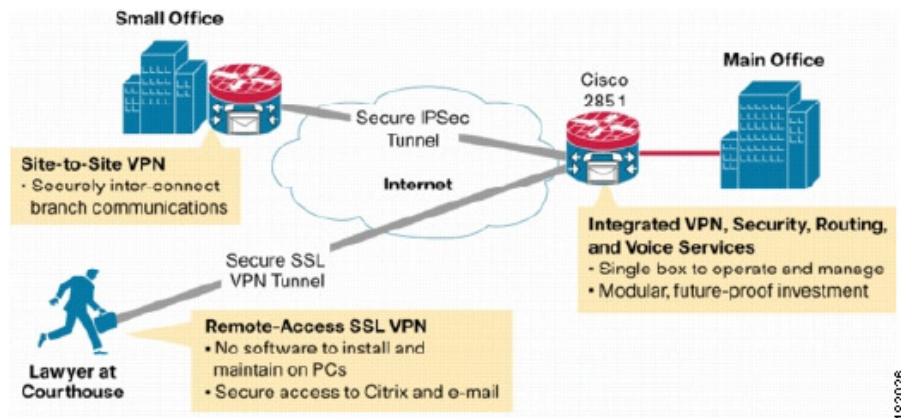 Small Office
Main Office
Cisco
2851
Secure IPSec
Tunnel
Site-to-Site VPN
• Securely inter-connect
branch communications
Internet
Integrated VPN, Security, Routing,
and Voice Services
• Single box to operate and manage
• Modular, future-proof investment
Secure SSL
VPN Tunnel
Remote-Access SSL VPN
• No software to install and
maintain on PCs
• Secure access to Citrix and e-mail
Lawyer at
Courthouse